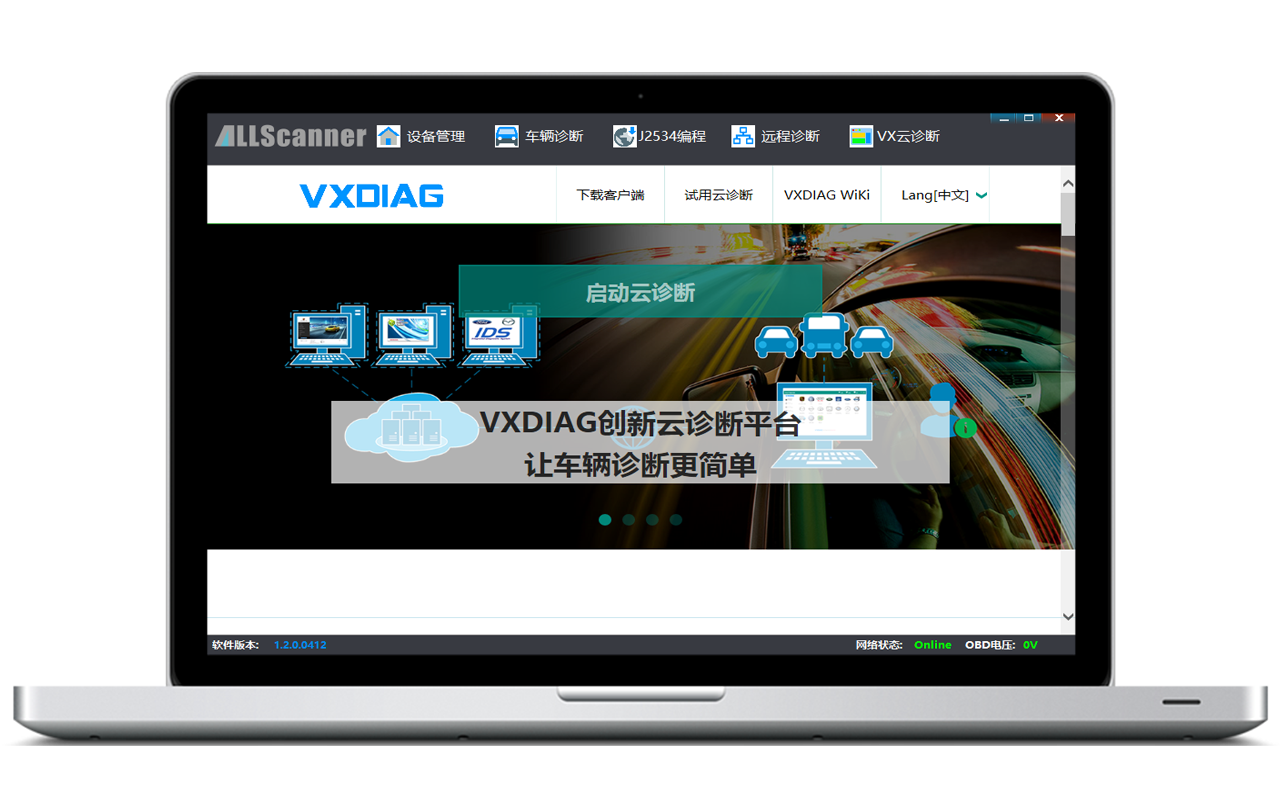 ALLScanner 设备管理 车辆诊断 J2534编程 远程诊断 VX云诊断
VXDIAG 下载客户端 试用云诊断 VXDIAG WiKi Lang[中文]
启动云诊断
IDS
VXDIAG创新云诊断平台
让车辆诊断更简单
软件版本: 1.2.0.0412 网络状态: Online OBD电压: 0V